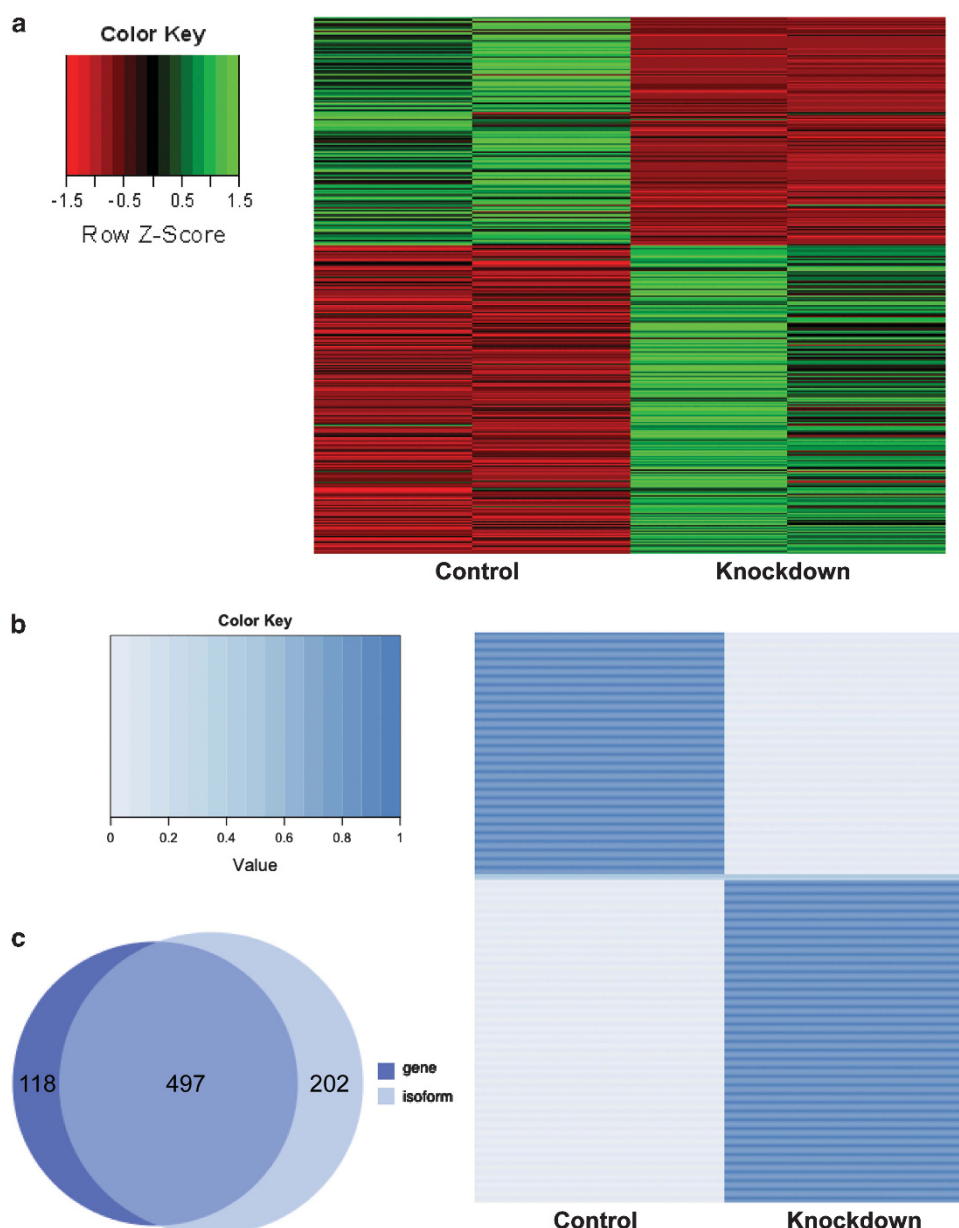 a
Color Key
-1.5 -0.5 0.5 1.5
Row Z-Score
Control Knockdown
b
Color Key
0 0.2 0.4 0.6 0.8 1
Value
c
118 497 202
gene
isoform
Control Knockdown